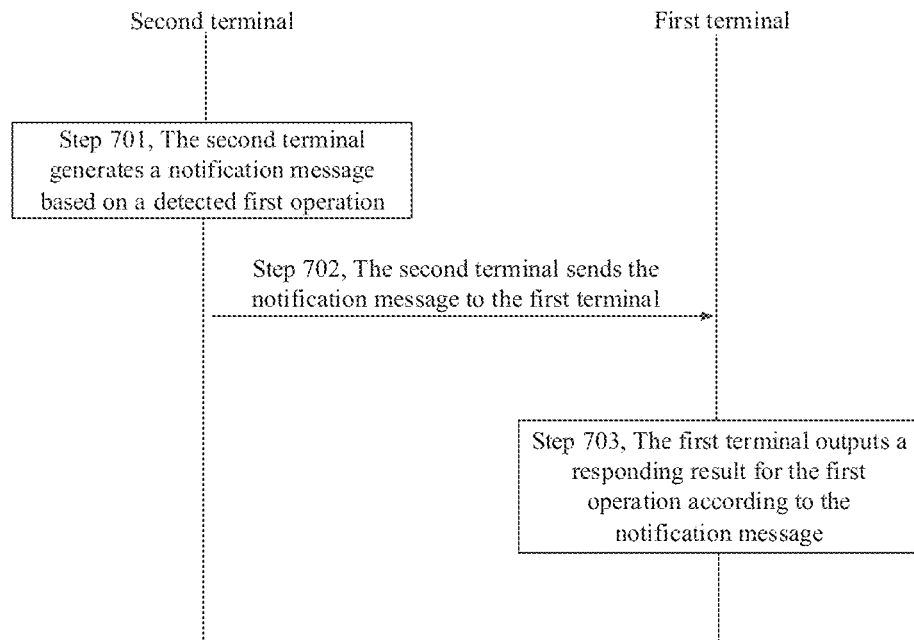 Second terminal
First terminal
Step 701, The second terminal
generates a notification message
based on a detected first operation
Step 702, The second terminal sends the
notification message to the first terminal
Step 703, The first terminal outputs a
responding result for the first
operation according to the
notification message